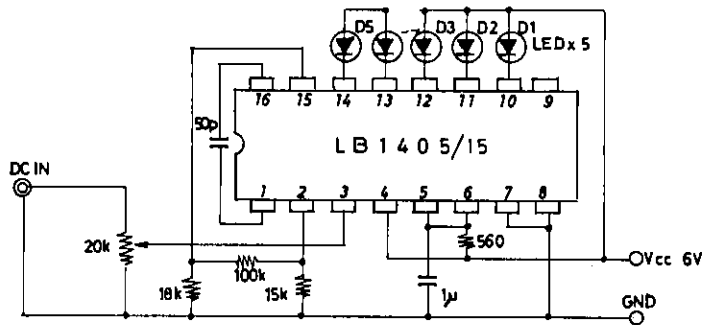 D5 D3 D2 D1
LED x 5
16 15 14 13 12 11 10 9
50p
LB1405/15
DC IN
1 2 3 4 5 6 7 8
20k
560
100k
Vcc 6V
18k 15k 1μ
GND